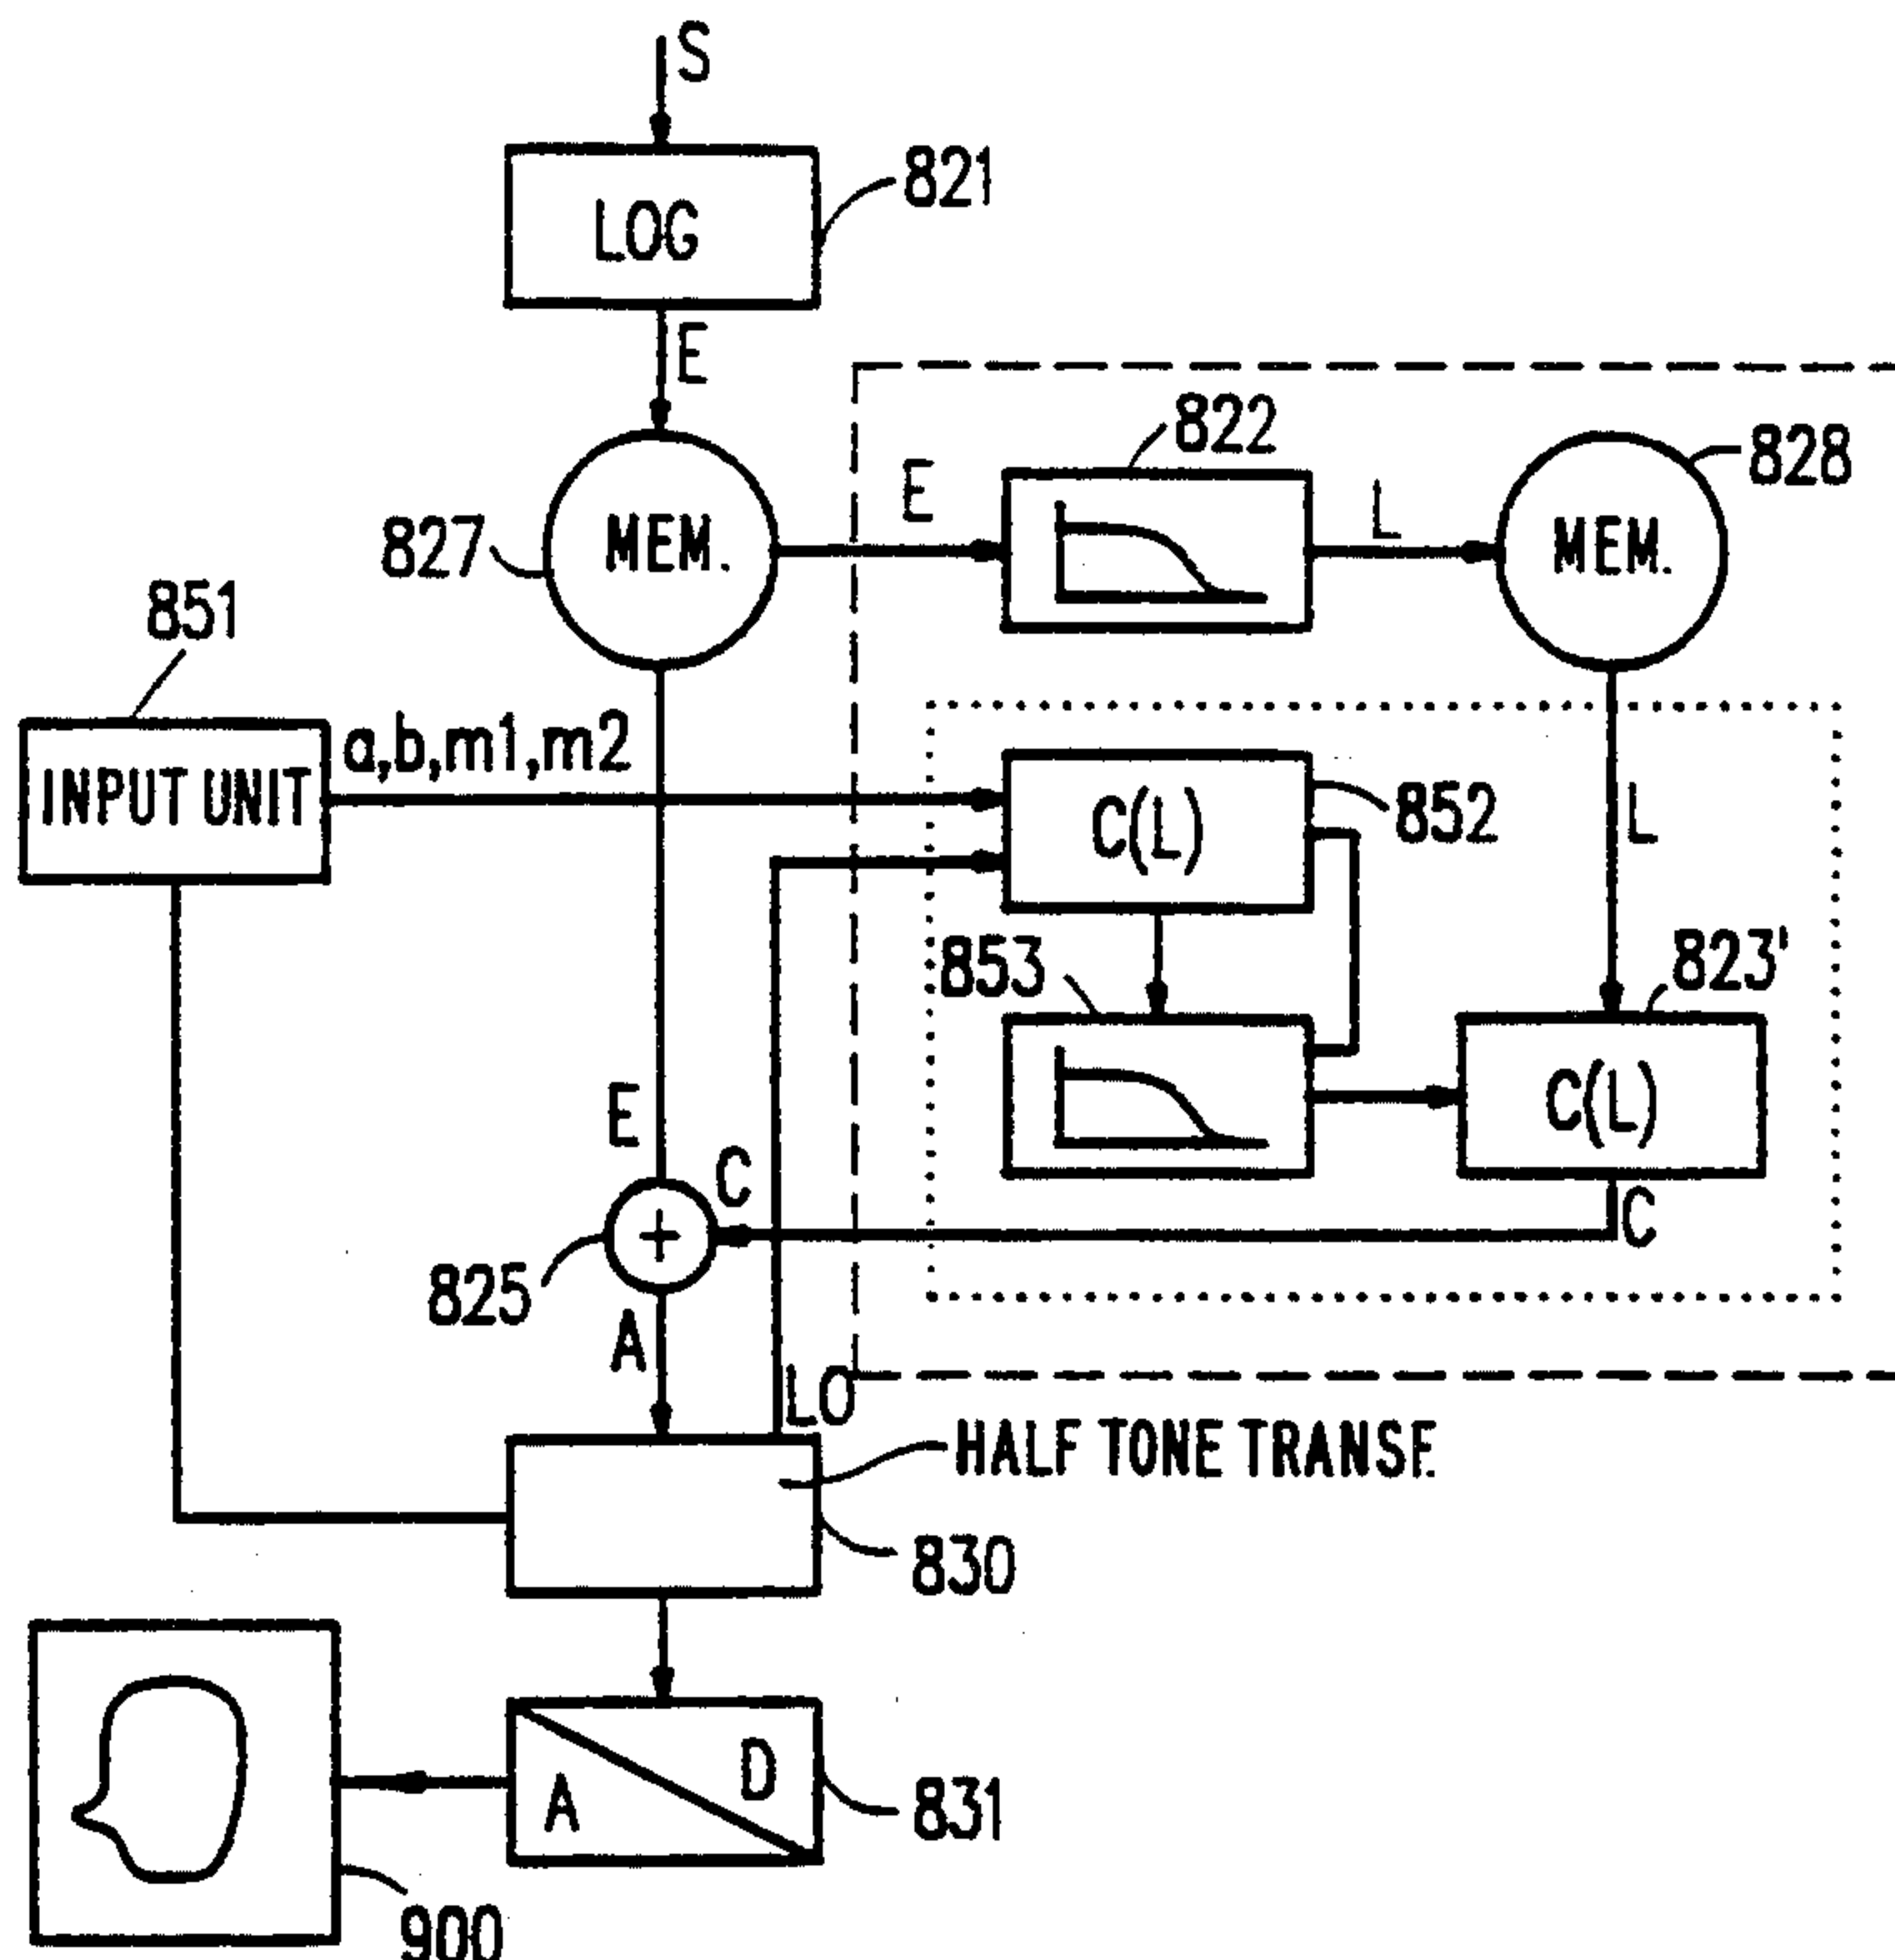 S
LOG
821
E
822
828
E
L
MEM.
MEM.
827
851
a,b,m1,m2
INPUT UNIT
C(L)
852
L
853
823'
C(L)
E
C
C
825
A
LO
HALF TONE TRANSF.
830
D
A
831
900